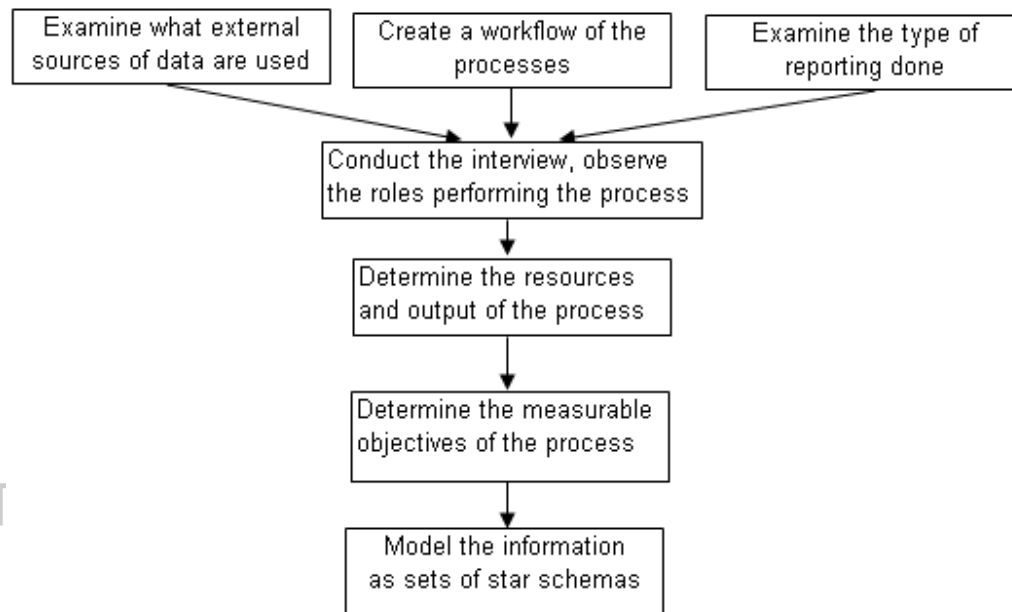 Examine what external
sources of data are used
Create a workflow of the
processes
Examine the type of
reporting done
Conduct the interview, observe
the roles performing the process
Determine the resources
and output of the process
Determine the measurable
objectives of the process
Model the information
as sets of star schemas